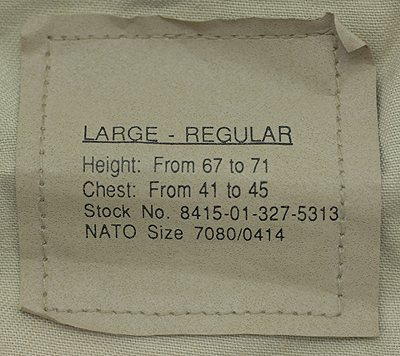 LARGE - REGULAR
Height: From 67 to 71
Chest: From 41 to 45
Stock No. 8415-01-327-5313
NATO Size 7080/0414